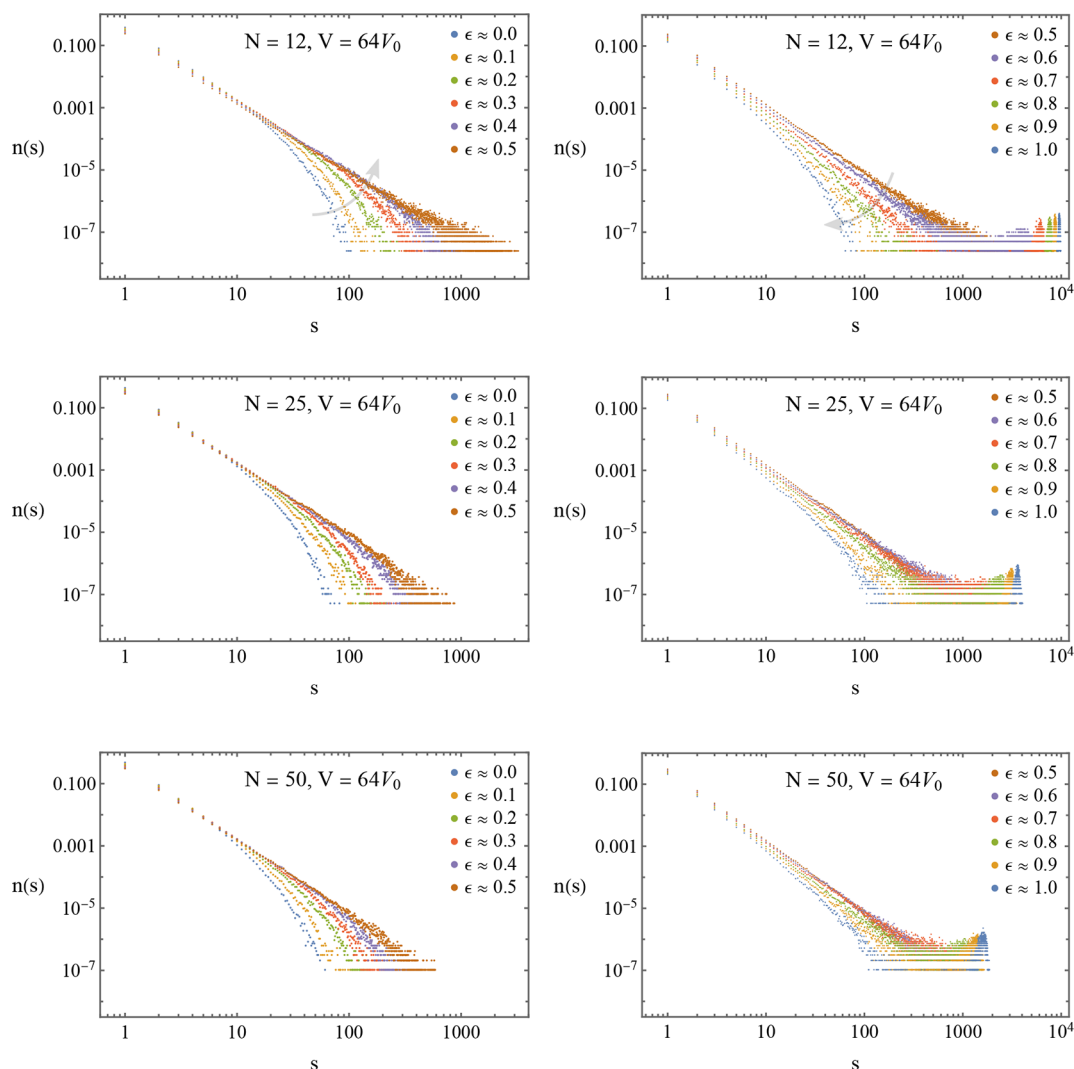 N = 12, V = 64V₀
ϵ ≈ 0.0
ϵ ≈ 0.1
ϵ ≈ 0.2
ϵ ≈ 0.3
ϵ ≈ 0.4
ϵ ≈ 0.5
n(s)
0.100
0.001
10⁻⁵
10⁻⁷
1 10 100 1000
s
N = 12, V = 64V₀
ϵ ≈ 0.5
ϵ ≈ 0.6
ϵ ≈ 0.7
ϵ ≈ 0.8
ϵ ≈ 0.9
ϵ ≈ 1.0
n(s)
0.100
0.001
10⁻⁵
10⁻⁷
1 10 100 1000 10⁴
s
N = 25, V = 64V₀
ϵ ≈ 0.0
ϵ ≈ 0.1
ϵ ≈ 0.2
ϵ ≈ 0.3
ϵ ≈ 0.4
ϵ ≈ 0.5
n(s)
0.100
0.001
10⁻⁵
10⁻⁷
1 10 100 1000
s
N = 25, V = 64V₀
ϵ ≈ 0.5
ϵ ≈ 0.6
ϵ ≈ 0.7
ϵ ≈ 0.8
ϵ ≈ 0.9
ϵ ≈ 1.0
n(s)
0.100
0.001
10⁻⁵
10⁻⁷
1 10 100 1000 10⁴
s
N = 50, V = 64V₀
ϵ ≈ 0.0
ϵ ≈ 0.1
ϵ ≈ 0.2
ϵ ≈ 0.3
ϵ ≈ 0.4
ϵ ≈ 0.5
n(s)
0.100
0.001
10⁻⁵
10⁻⁷
1 10 100 1000
s
N = 50, V = 64V₀
ϵ ≈ 0.5
ϵ ≈ 0.6
ϵ ≈ 0.7
ϵ ≈ 0.8
ϵ ≈ 0.9
ϵ ≈ 1.0
n(s)
0.100
0.001
10⁻⁵
10⁻⁷
1 10 100 1000 10⁴
s